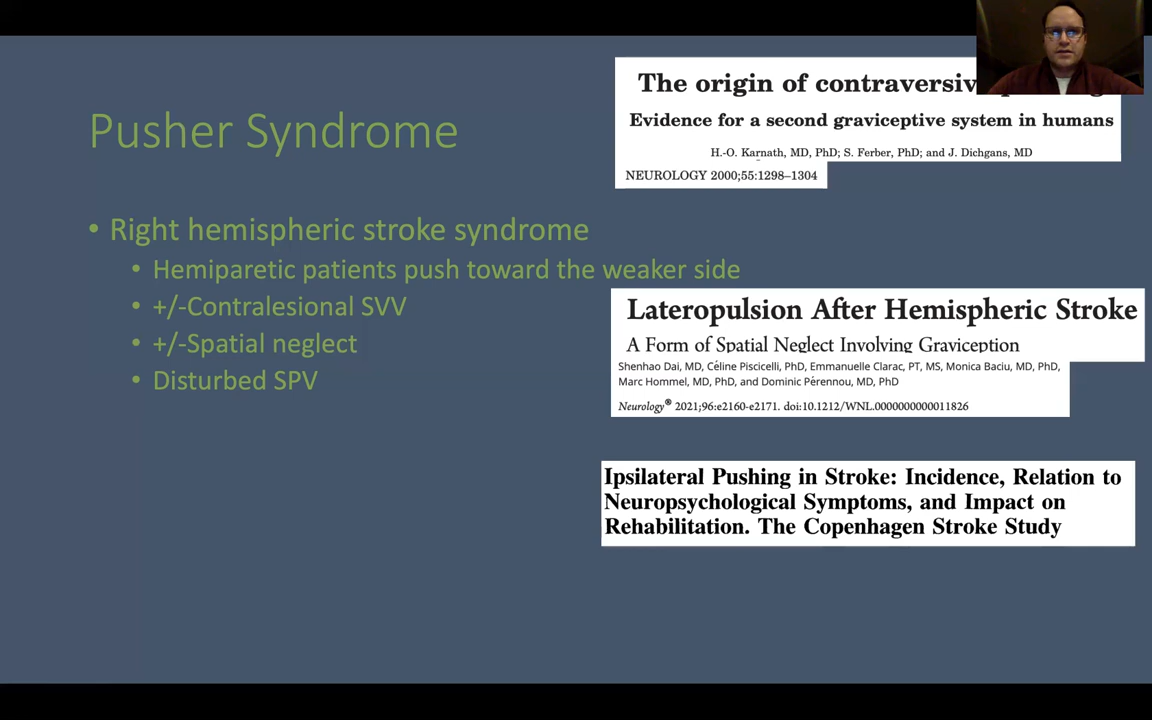 Pusher Syndrome
• Right hemispheric stroke syndrome
• Hemiparetic patients push toward the weaker side
• +/-Contralesional SVV
• +/-Spatial neglect
• Disturbed SPV
The origin of contraversiv
Evidence for a second graviceptive system in humans
H.-O. Karnath, MD, PhD; S. Ferber, PhD; and J. Dichgans, MD
NEUROLOGY 2000;55:1298–1304
Lateropulsion After Hemispheric Stroke
A Form of Spatial Neglect Involving Graviception
Shenhao Dai, MD, Céline Piscicelli, PhD, Emmanuelle Clarac, PT, MS, Monica Baciu, MD, PhD,
Marc Hommel, MD, PhD, and Dominic Pérennou, MD, PhD
Neurology® 2021;96:e2160-e2171. doi:10.1212/WNL.0000000000011826
Ipsilateral Pushing in Stroke: Incidence, Relation to
Neuropsychological Symptoms, and Impact on
Rehabilitation. The Copenhagen Stroke Study